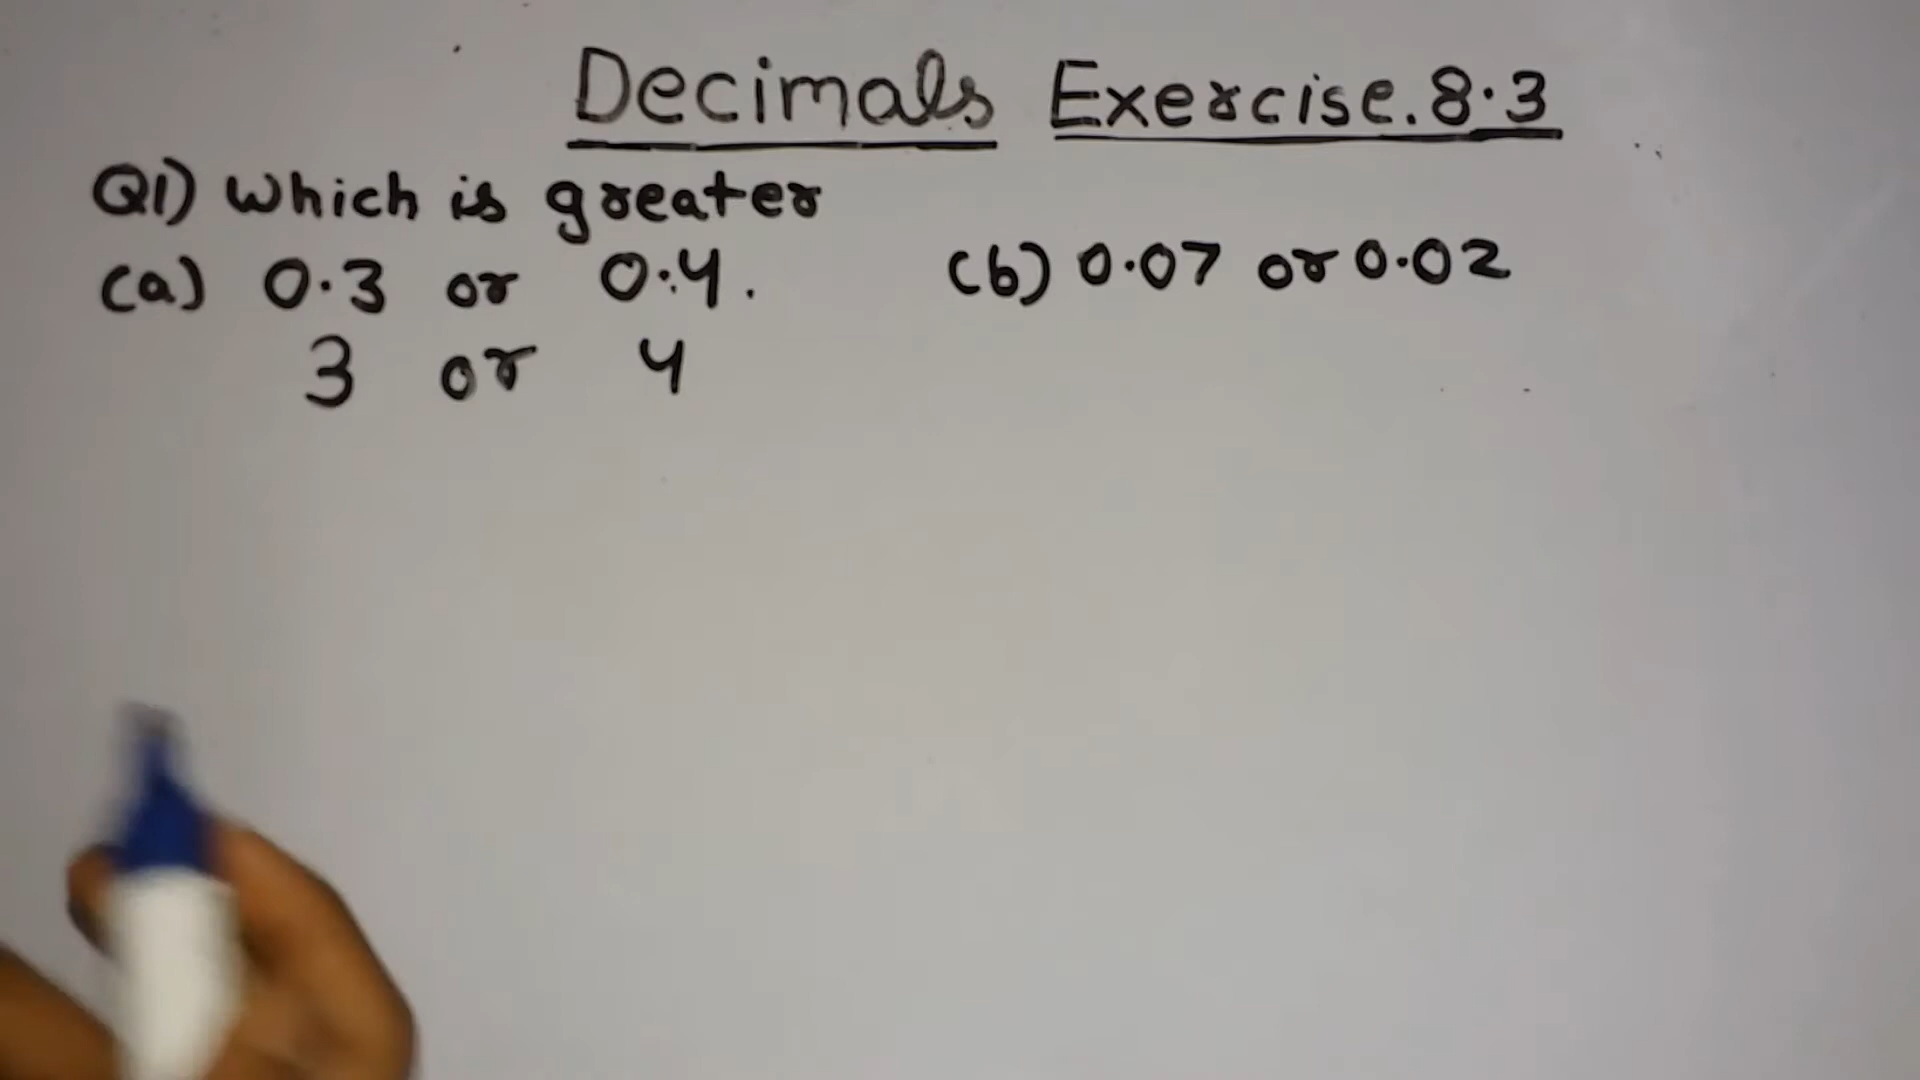 Decimals Exercise. 8.3
Q1) Which is greater
(a) 0.3 or 0.4. (b) 0.07 or 0.02
3 or 4